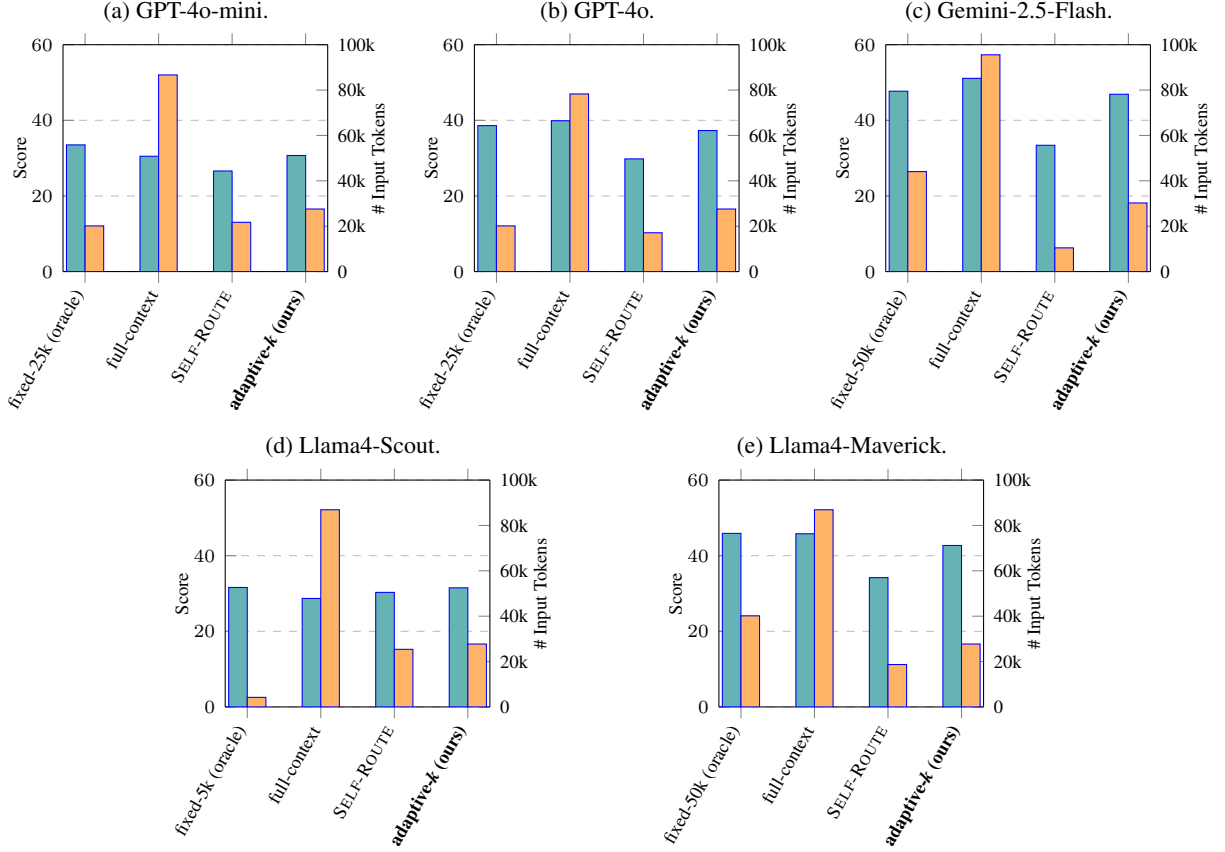 (a) GPT-4o-mini.
60
40
20
0
Score
100k
80k
60k
40k
20k
0
# Input Tokens
fixed-25k (oracle)
full-context
SELF-ROUTE
adaptive-k (ours)
(b) GPT-4o.
60
40
20
0
Score
100k
80k
60k
40k
20k
0
# Input Tokens
fixed-25k (oracle)
full-context
SELF-ROUTE
adaptive-k (ours)
(c) Gemini-2.5-Flash.
60
40
20
0
Score
100k
80k
60k
40k
20k
0
# Input Tokens
fixed-50k (oracle)
full-context
SELF-ROUTE
adaptive-k (ours)
(d) Llama4-Scout.
60
40
20
0
Score
100k
80k
60k
40k
20k
0
# Input Tokens
fixed-5k (oracle)
full-context
SELF-ROUTE
adaptive-k (ours)
(e) Llama4-Maverick.
60
40
20
0
Score
100k
80k
60k
40k
20k
0
# Input Tokens
fixed-50k (oracle)
full-context
SELF-ROUTE
adaptive-k (ours)